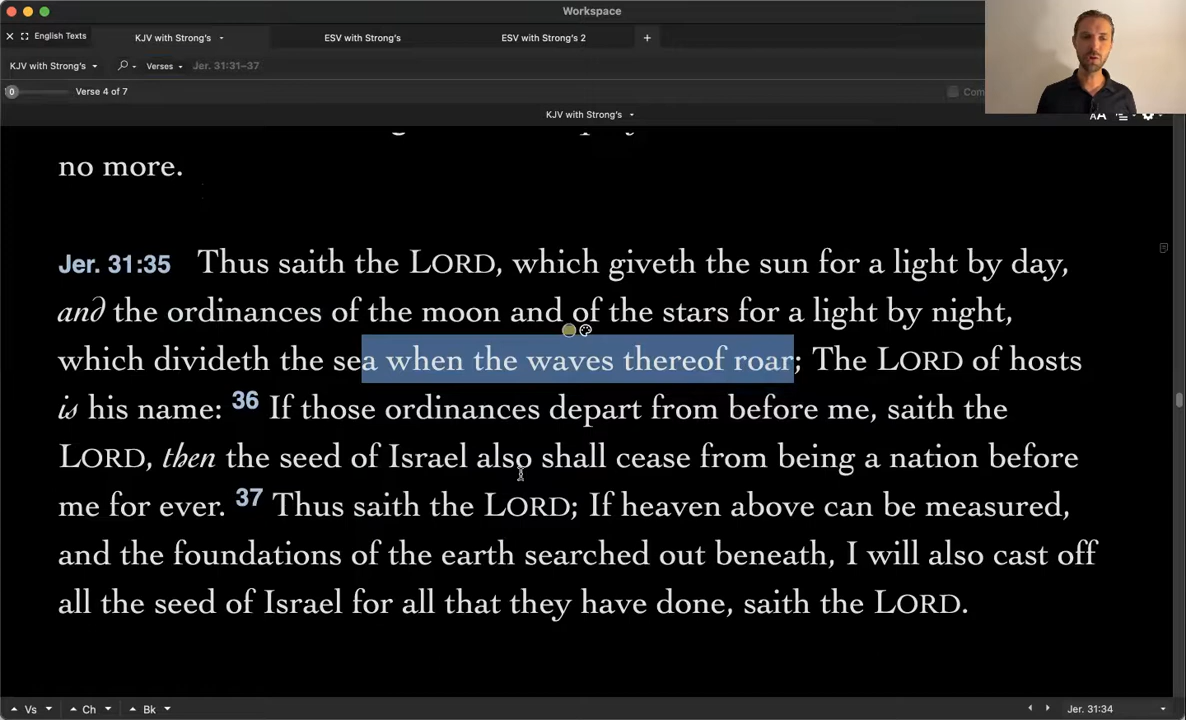 Workspace
English Texts
KJV with Strong's
ESV with Strong's
ESV with Strong's 2
+
KJV with Strong's
Verses
Jer. 31:31–37
0
Verse 4 of 7
Com
KJV with Strong's
AA
no more.
Jer. 31:35 Thus saith the LORD, which giveth the sun for a light by day,
and the ordinances of the moon and of the stars for a light by night,
which divideth the sea when the waves thereof roar; The LORD of hosts
is his name: 36 If those ordinances depart from before me, saith the
LORD, then the seed of Israel also shall cease from being a nation before
me for ever. 37 Thus saith the LORD; If heaven above can be measured,
and the foundations of the earth searched out beneath, I will also cast off
all the seed of Israel for all that they have done, saith the LORD.
Vs
Ch
Bk
Jer. 31:34